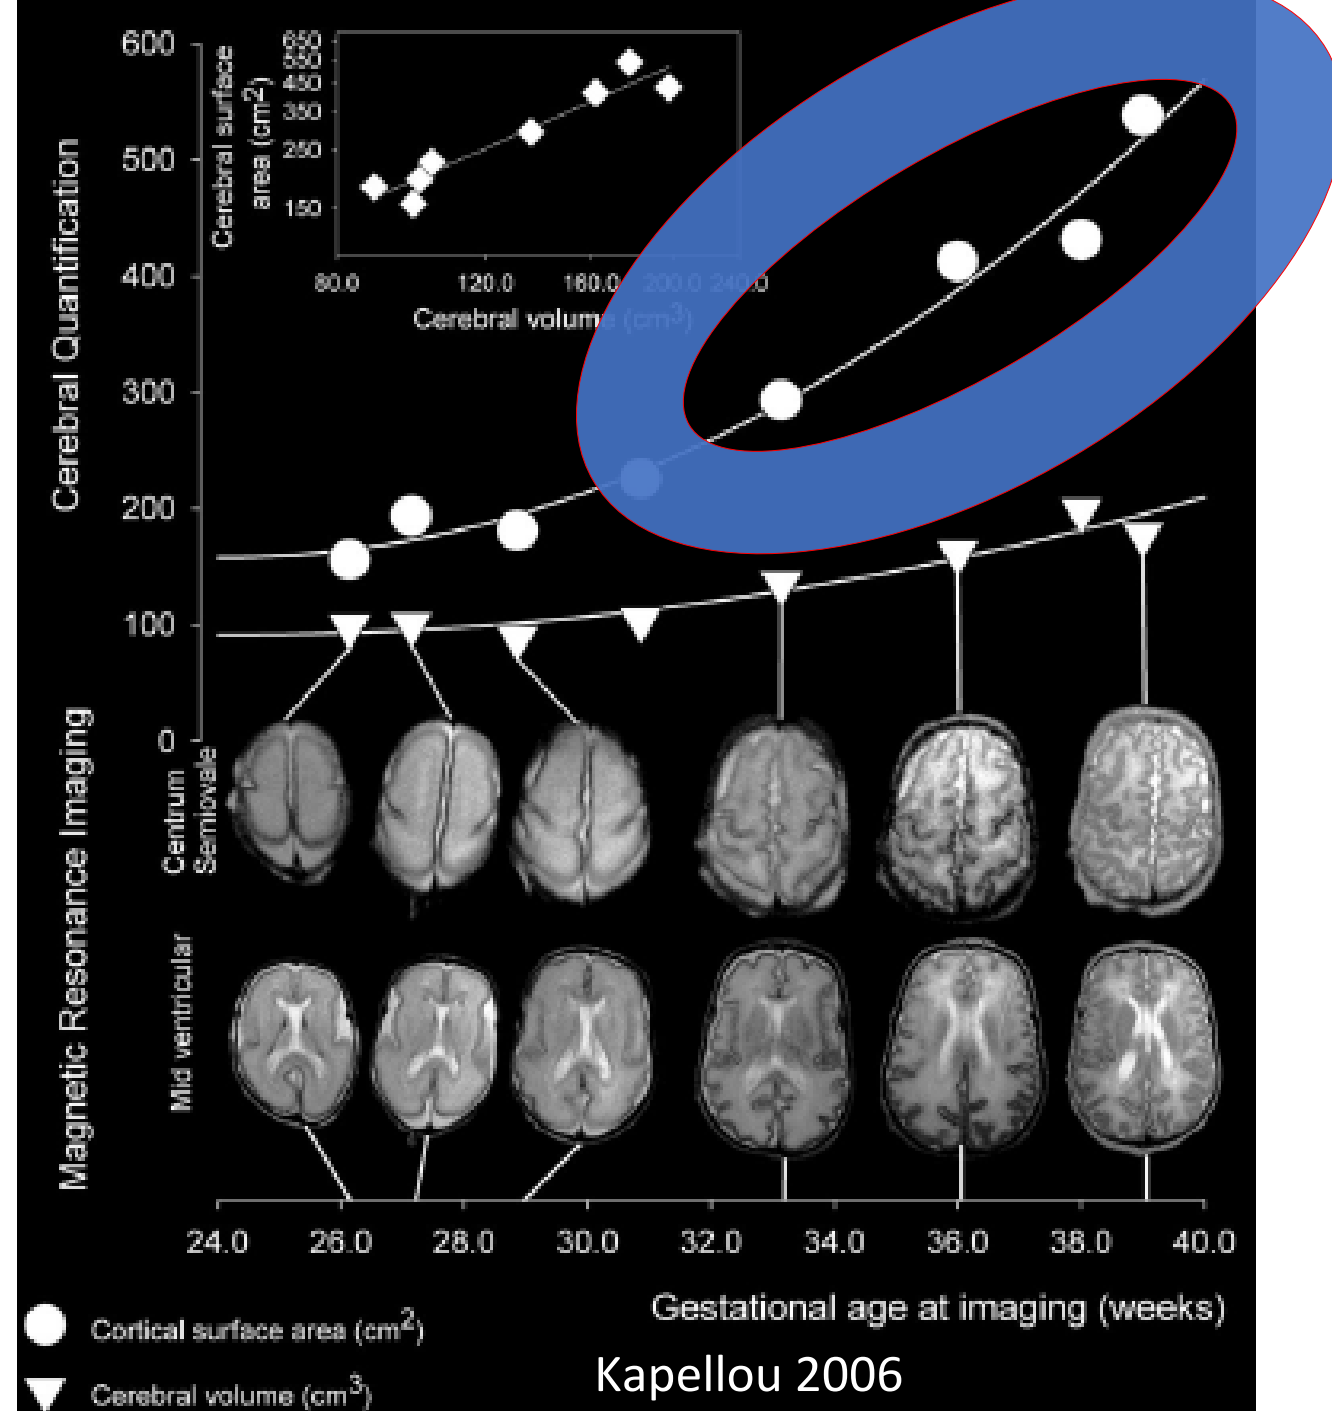 600
500
400
300
200
100
0
Cerebral Quantification
Cerebral surface
area (cm²)
650
550
450
350
250
150
80.0 120.0 160.0 200.0 240.0
Cerebral volume (cm³)
Magnetic Resonance Imaging
Centrum
Semiovale
Mid ventricular
24.0 26.0 28.0 30.0 32.0 34.0 36.0 38.0 40.0
Gestational age at imaging (weeks)
Cortical surface area (cm²)
Cerebral volume (cm³)
Kapellou 2006